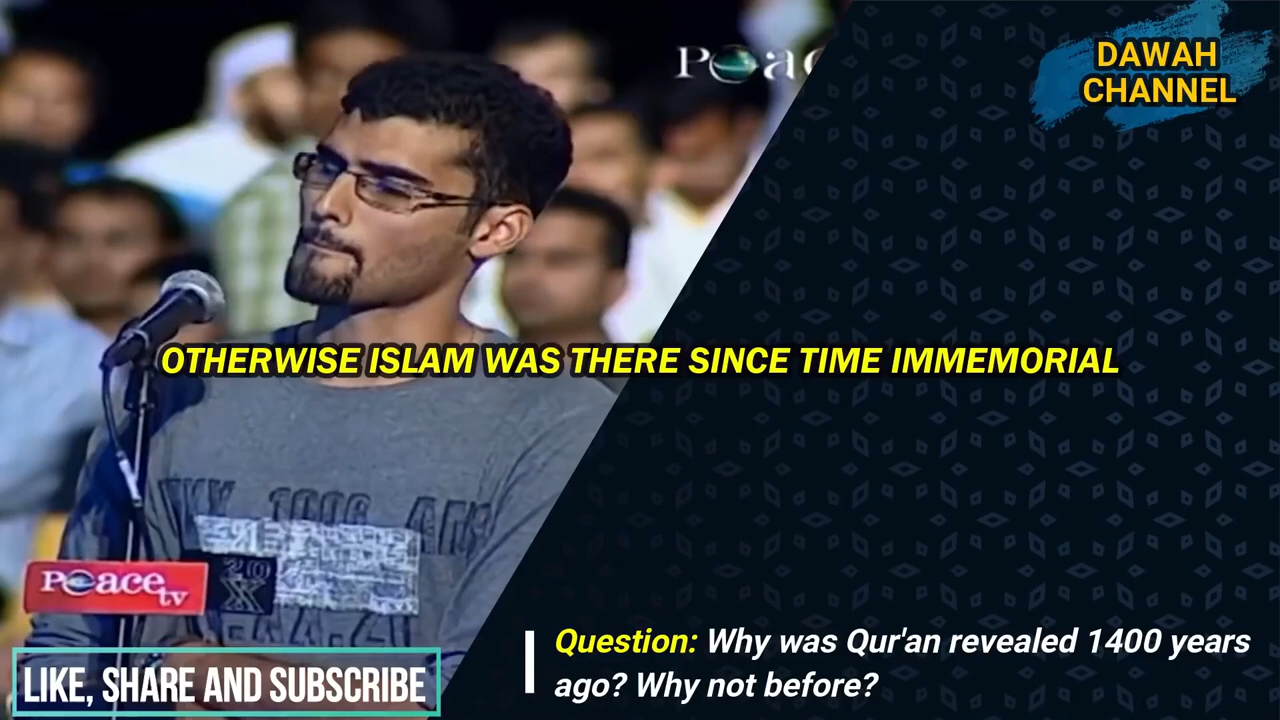 DAWAH
CHANNEL
OTHERWISE ISLAM WAS THERE SINCE TIME IMMEMORIAL
Peace tv
20
X
LIKE, SHARE AND SUBSCRIBE
Question: Why was Qur'an revealed 1400 years
ago? Why not before?